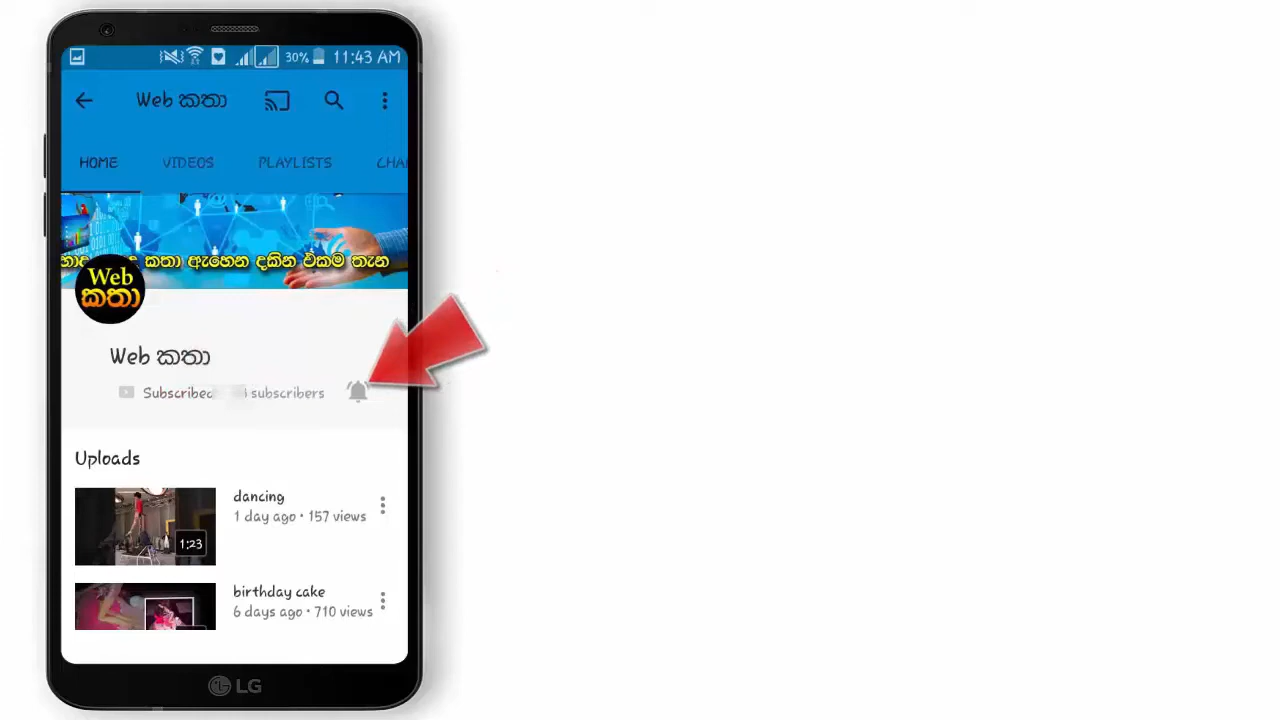 30% 11:43 AM
Web කතා
HOME VIDEOS PLAYLISTS CHA
කතා ඇහෙන දකින එකම තැන
Web
කතා
Web කතා
Subscribed subscribers
Uploads
dancing
1 day ago • 157 views
1:23
birthday cake
6 days ago • 710 views
LG